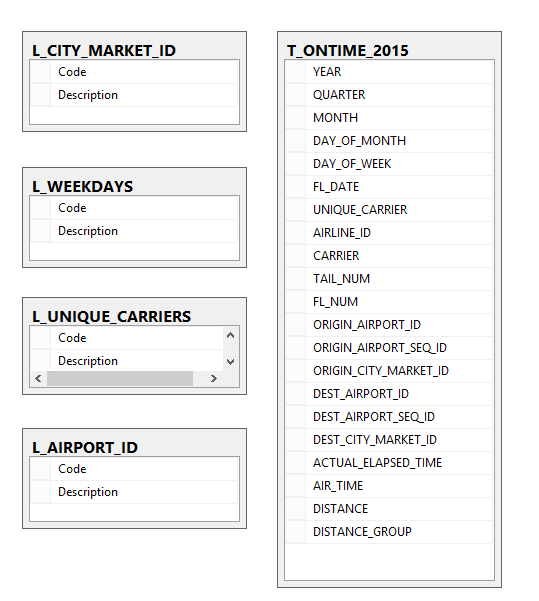 L_CITY_MARKET_ID
Code
Description
L_WEEKDAYS
Code
Description
L_UNIQUE_CARRIERS
Code
Description
L_AIRPORT_ID
Code
Description
T_ONTIME_2015
YEAR
QUARTER
MONTH
DAY_OF_MONTH
DAY_OF_WEEK
FL_DATE
UNIQUE_CARRIER
AIRLINE_ID
CARRIER
TAIL_NUM
FL_NUM
ORIGIN_AIRPORT_ID
ORIGIN_AIRPORT_SEQ_ID
ORIGIN_CITY_MARKET_ID
DEST_AIRPORT_ID
DEST_AIRPORT_SEQ_ID
DEST_CITY_MARKET_ID
ACTUAL_ELAPSED_TIME
AIR_TIME
DISTANCE
DISTANCE_GROUP